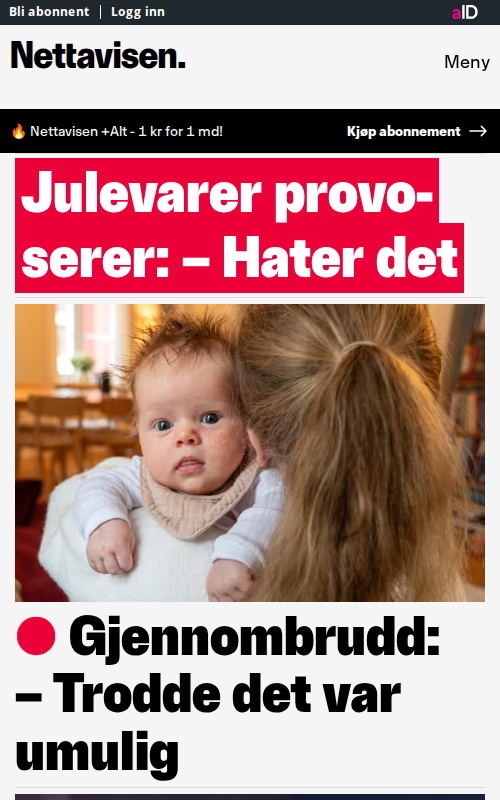 Bli abonnent | Logg inn
aID
Nettavisen.
Meny
🔥 Nettavisen +Alt - 1 kr for 1 md!
Kjøp abonnement →
Julevarer provo-
serer: – Hater det
Gjennombrudd:
– Trodde det var
umulig